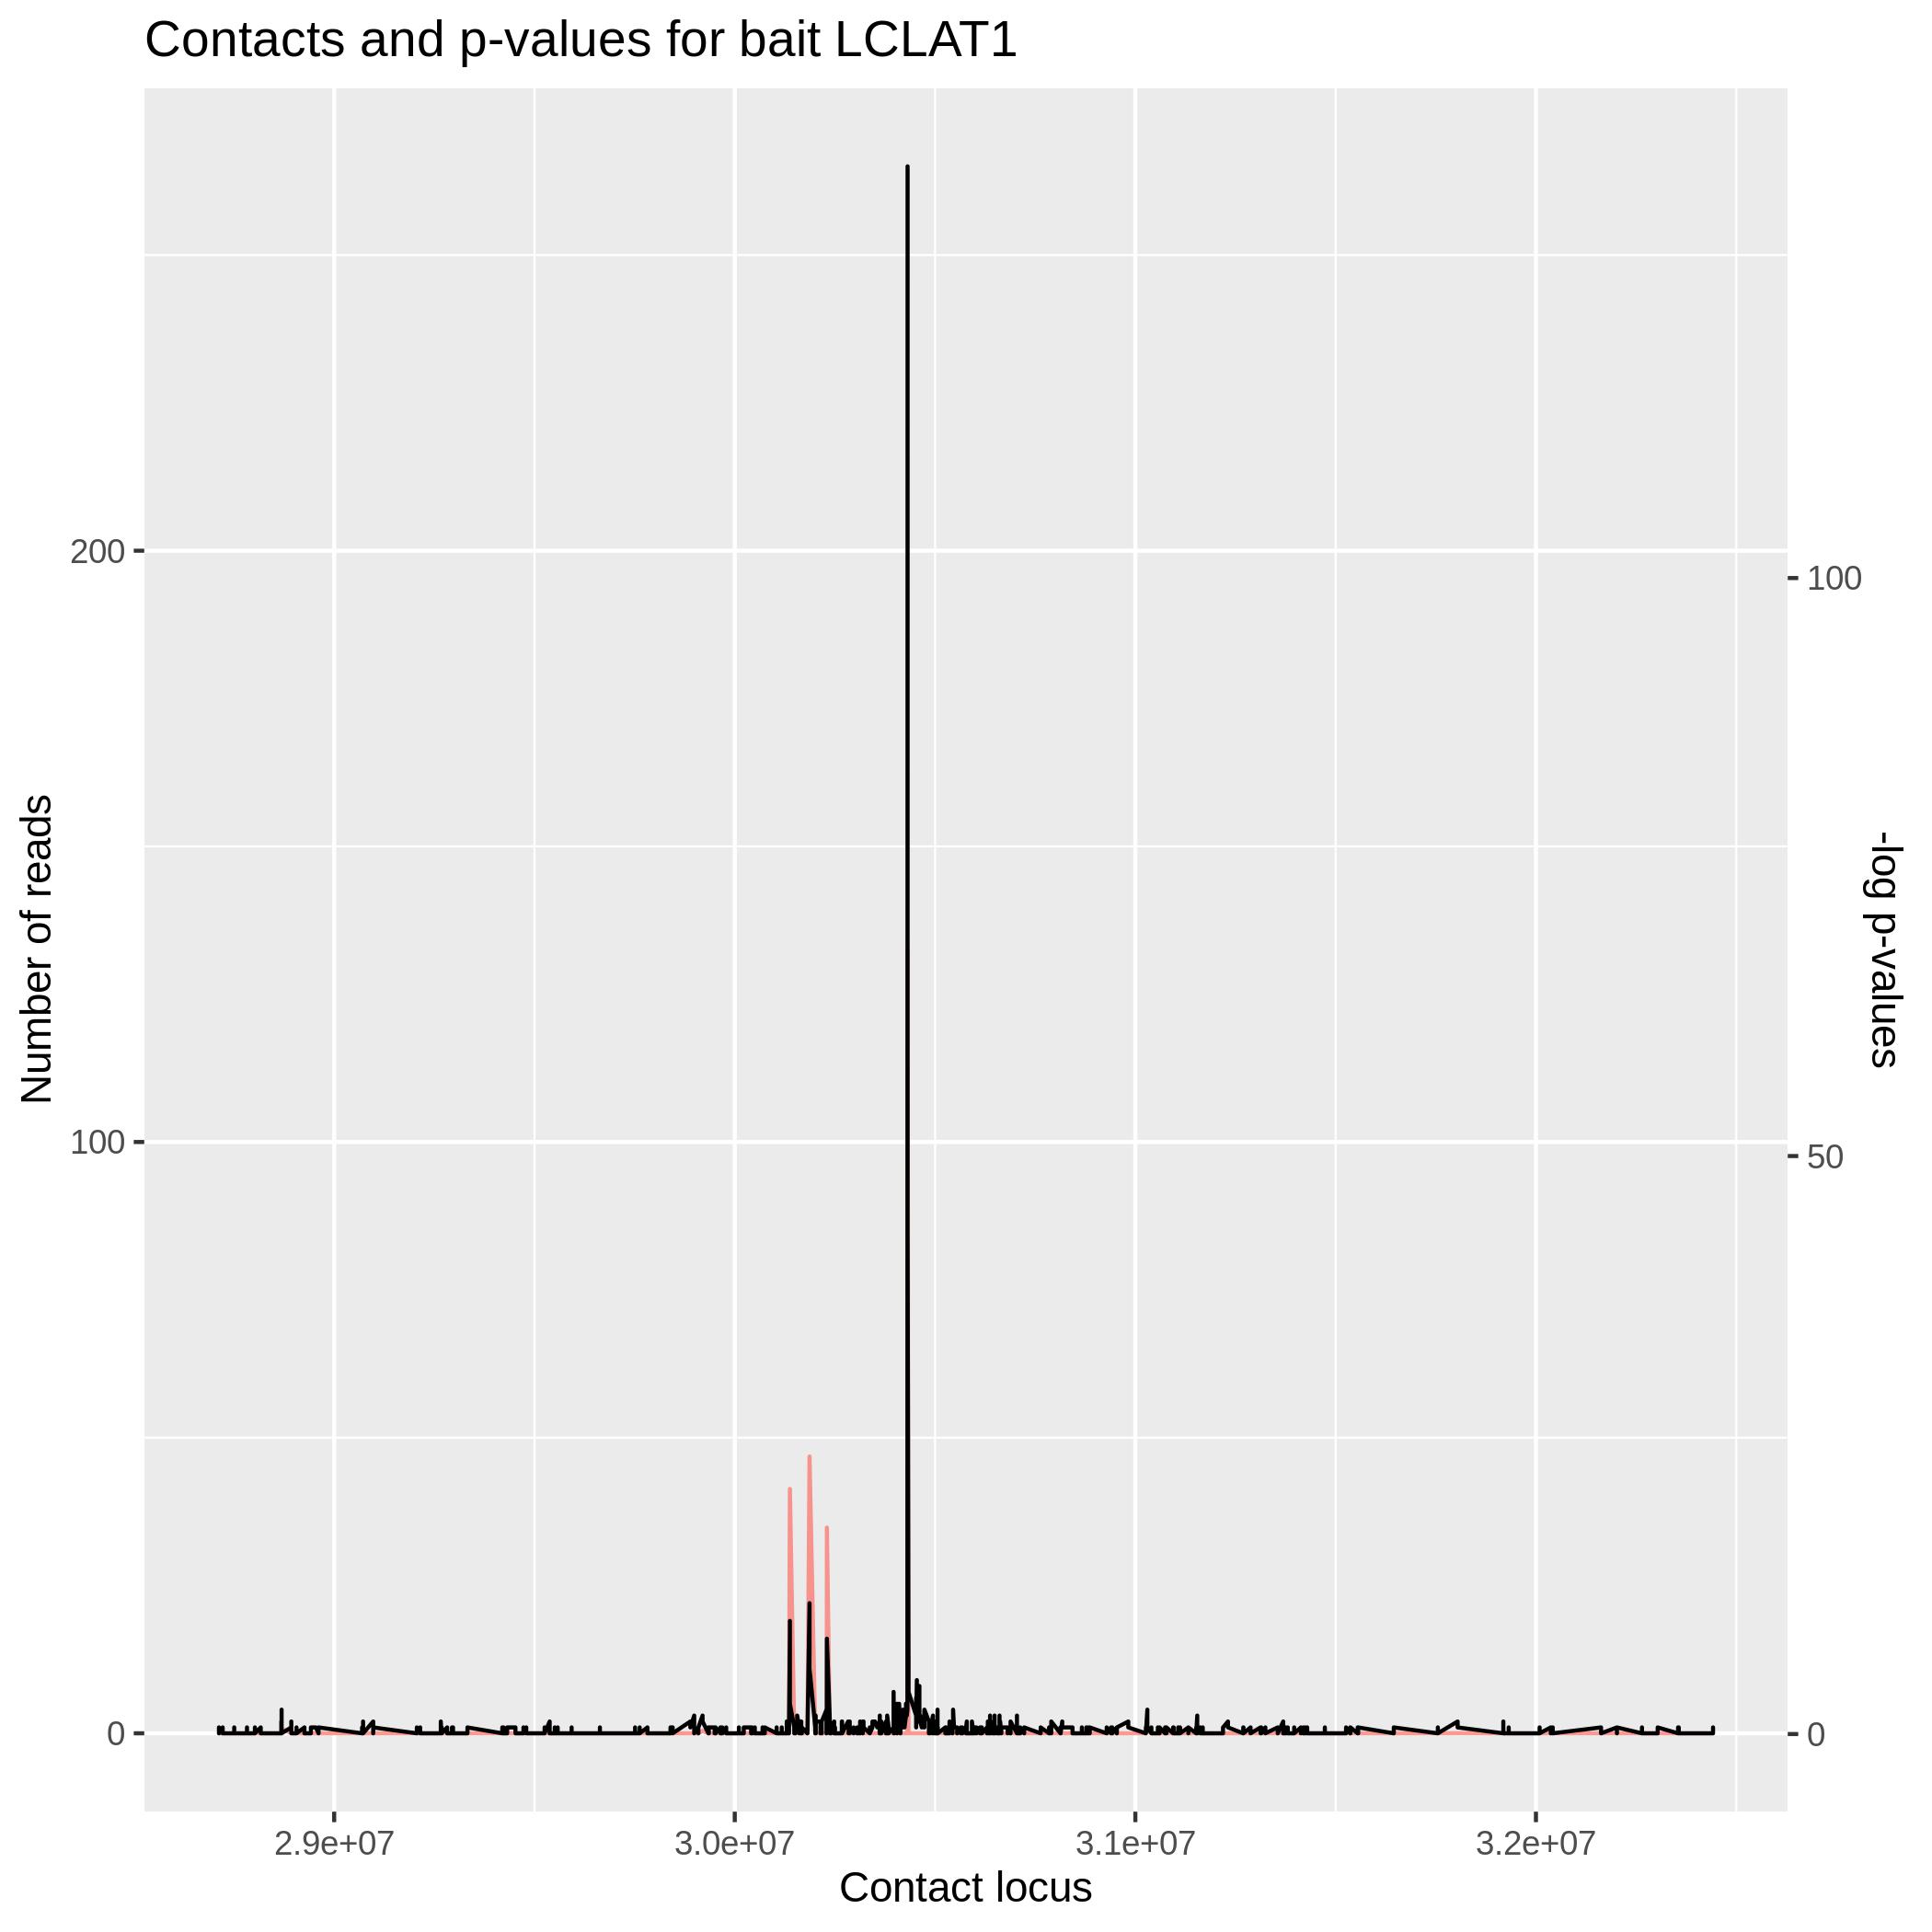 Contacts and p-values for bait LCLAT1
Number of reads
200
100
0
100
50
0
-log p-values
2.9e+07 3.0e+07 3.1e+07 3.2e+07
Contact locus